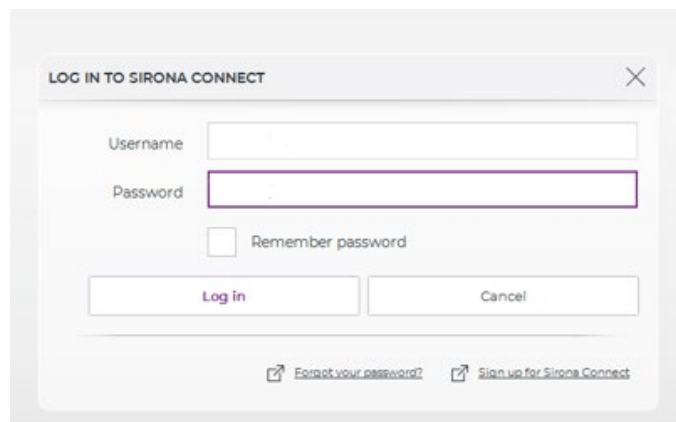 LOG IN TO SIRONA CONNECT
Username
Password
Remember password
Log in Cancel
Forgot your password? Sign up for Sirona Connect